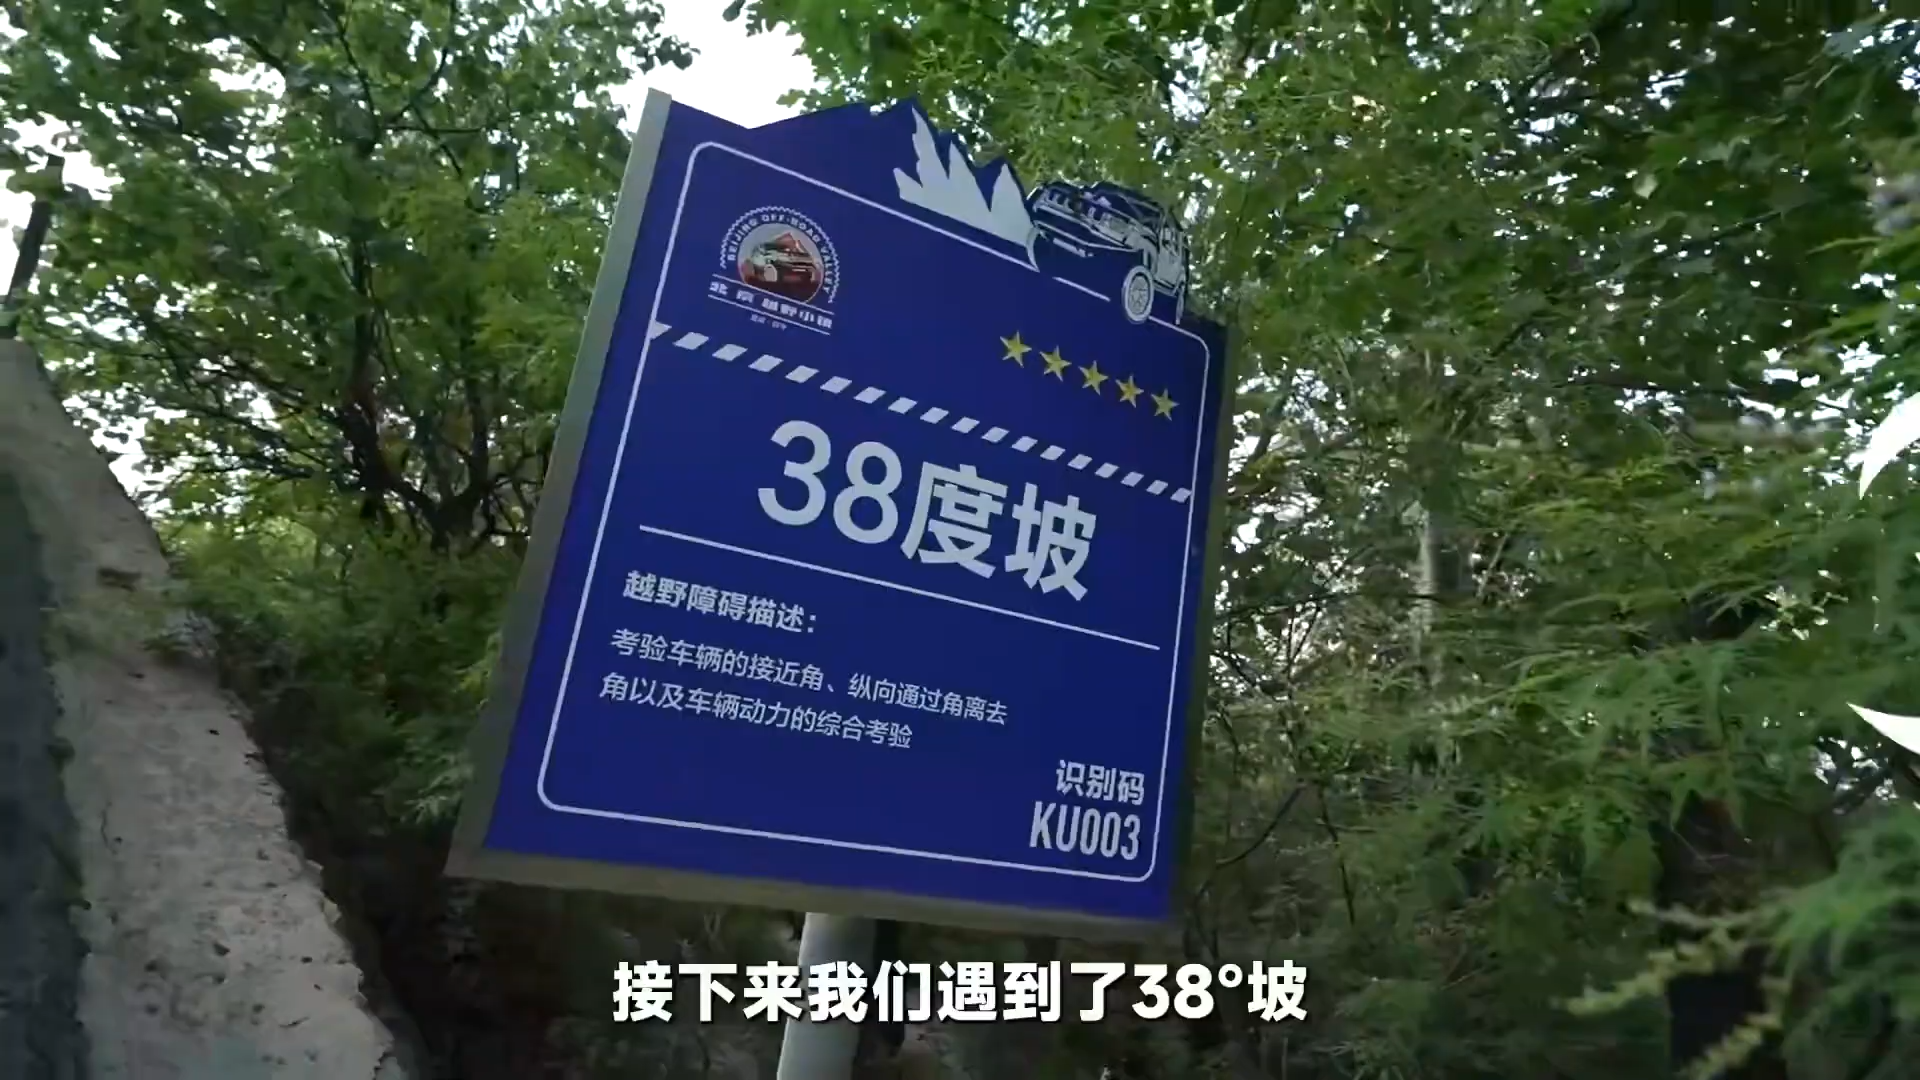 BEIJING OFF-ROAD VALLEY
北京越野小镇
38度坡
越野障碍描述：
考验车辆的接近角、纵向通过角离去
角以及车辆动力的综合考验
识别码
KU003
接下来我们遇到了38°坡